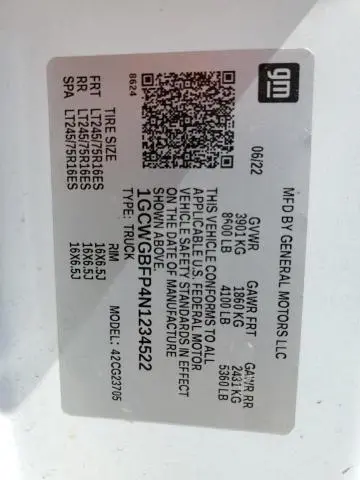 gm
MFD BY GENERAL MOTORS LLC
06/22 GVWR GAWR FRT GAWR RR
3901 KG 1860 KG 2431 KG
8600 LB 4100 LB 5360 LB
THIS VEHICLE CONFORMS TO ALL
APPLICABLE U.S. FEDERAL MOTOR
VEHICLE SAFETY STANDARDS IN EFFECT
ON THE DATE OF MANUFACTURE
SHOWN ABOVE.
1GCWGBFP4N1234522
TYPE: TRUCK MODEL: 42CG23705
8624
TIRE SIZE RIM
FRT LT245/75R16ES 16X6.5J
RR LT245/75R16ES 16X6.5J
SPA LT245/75R16ES 16X6.5J